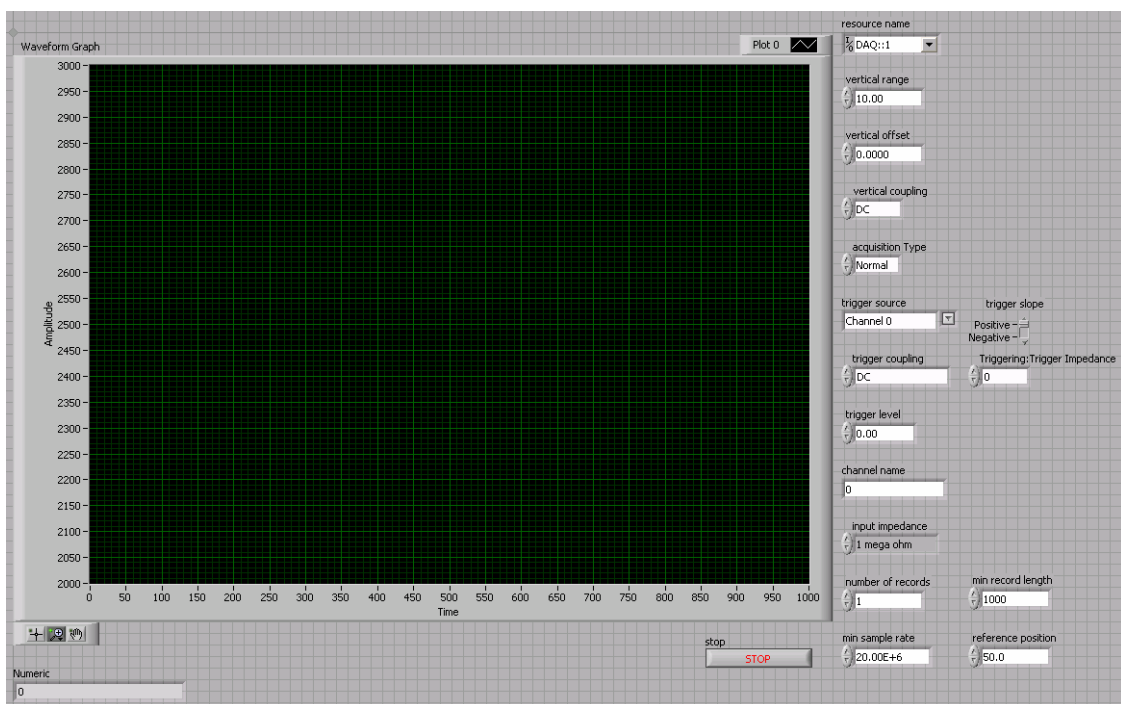 resource name
DAQ::1
Waveform Graph
Plot 0
3000
2950
2900
2850
2800
2750
2700
2650
2600
2550
2500
2450
2400
2350
2300
2250
2200
2150
2100
2050
2000
Amplitude
0 50 100 150 200 250 300 350 400 450 500 550 600 650 700 750 800 850 900 950 1000
Time
vertical range
10.00
vertical offset
0.0000
vertical coupling
DC
acquisition Type
Normal
trigger source
Channel 0
trigger slope
Positive
Negative
trigger coupling
DC
Triggering:Trigger Impedance
0
trigger level
0.00
channel name
0
input impedance
1 mega ohm
number of records
1
min record length
1000
min sample rate
20.00E+6
reference position
50.0
stop
STOP
Numeric
0